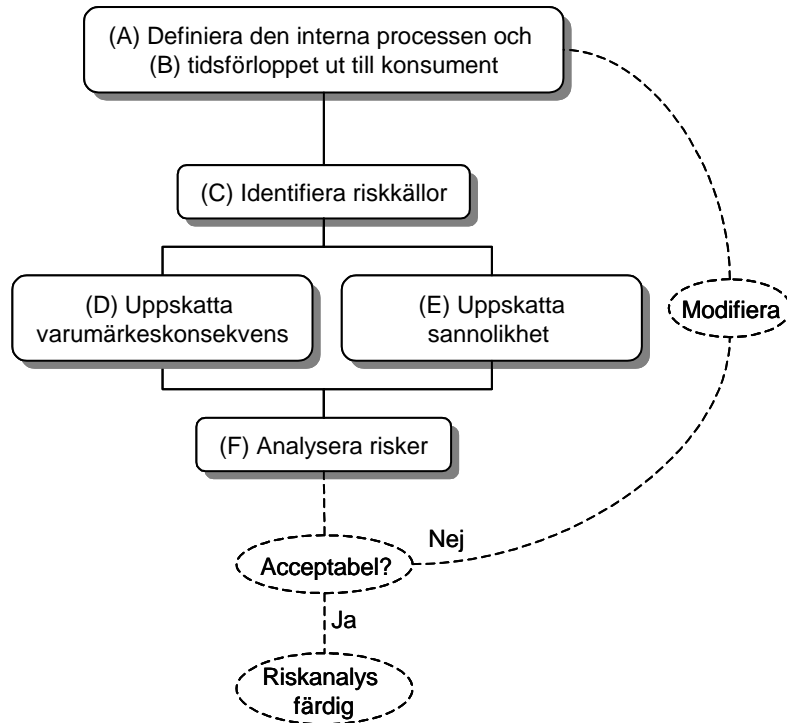 (A) Definiera den interna processen och
(B) tidsförloppet ut till konsument
(C) Identifiera riskkällor
(D) Uppskatta
varumärkeskonsekvens
(E) Uppskatta
sannolikhet
Modifiera
(F) Analysera risker
Nej
Acceptabel?
Ja
Riskanalys
färdig